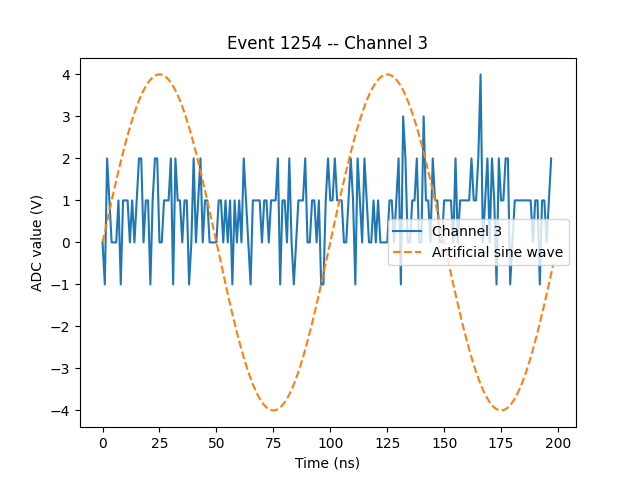 Event 1254 -- Channel 3
ADC value (V)
4
3
2
1
0
−1
−2
−3
−4
Channel 3
Artificial sine wave
0 25 50 75 100 125 150 175 200
Time (ns)